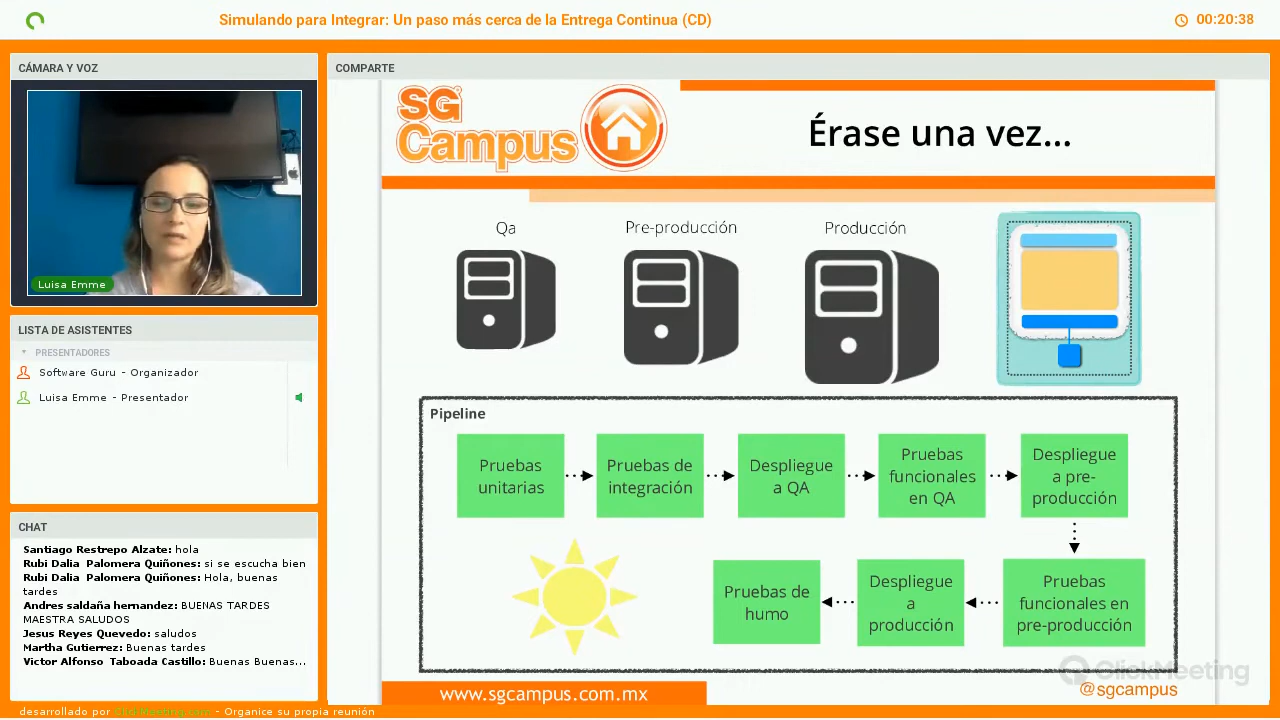 Simulando para Integrar: Un paso más cerca de la Entrega Continua (CD)
00:20:38
CÁMARA Y VOZ
Luisa Emme
LISTA DE ASISTENTES
PRESENTADORES
Software Guru - Organizador
Luisa Emme - Presentador
CHAT
Santiago Restrepo Alzate: hola
Rubi Dalia Palomera Quiñones: si se escucha bien
Rubi Dalia Palomera Quiñones: Hola, buenas
tardes
Andres saldaña hernandez: BUENAS TARDES
MAESTRA SALUDOS
Jesus Reyes Quevedo: saludos
Martha Gutierrez: Buenas tardes
Victor Alfonso Taboada Castillo: Buenas Buenas...
desarrollado por ClickMeeting.com - Organice su propia reunión
COMPARTE
SG
Campus
Érase una vez...
Qa
Pre-producción
Producción
Pipeline
Pruebas
unitarias
Pruebas de
integración
Despliegue
a QA
Pruebas
funcionales
en QA
Despliegue
a pre-
producción
Pruebas
funcionales en
pre-producción
Despliegue
a
producción
Pruebas de
humo
ClickMeeting
www.sgcampus.com.mx
@sgcampus